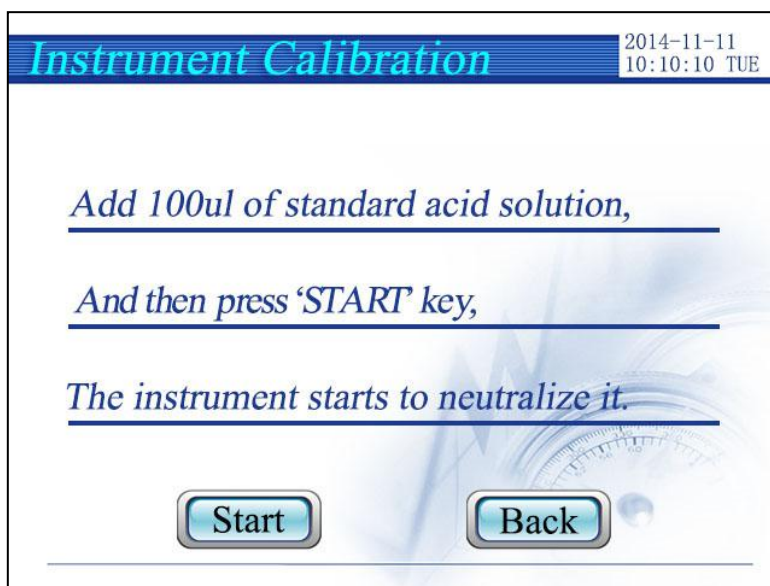 Instrument Calibration
2014-11-11
10:10:10 TUE
Add 100ul of standard acid solution,
And then press ‘START’ key,
The instrument starts to neutralize it.
Start
Back